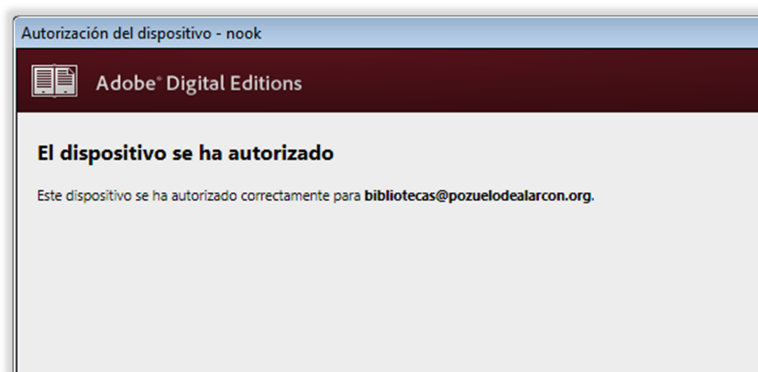 Autorización del dispositivo - nook
Adobe® Digital Editions
El dispositivo se ha autorizado
Este dispositivo se ha autorizado correctamente para bibliotecas@pozuelodealarcon.org.